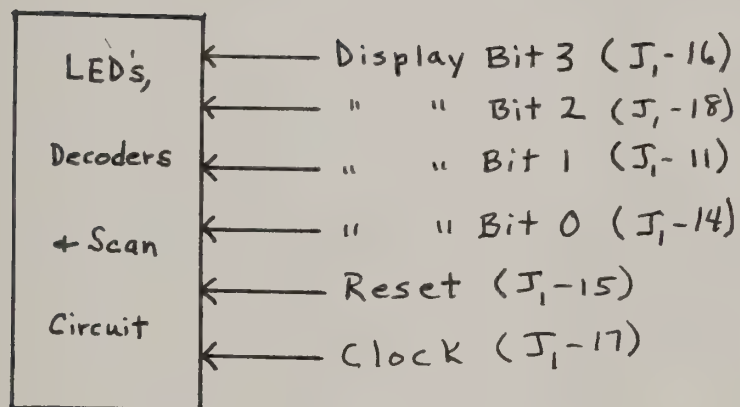 LED's,
Decoders
+ Scan
Circuit
Display Bit 3 (J₁-16)
" " Bit 2 (J₁-18)
" " Bit 1 (J₁-11)
" " Bit 0 (J₁-14)
Reset (J₁-15)
Clock (J₁-17)